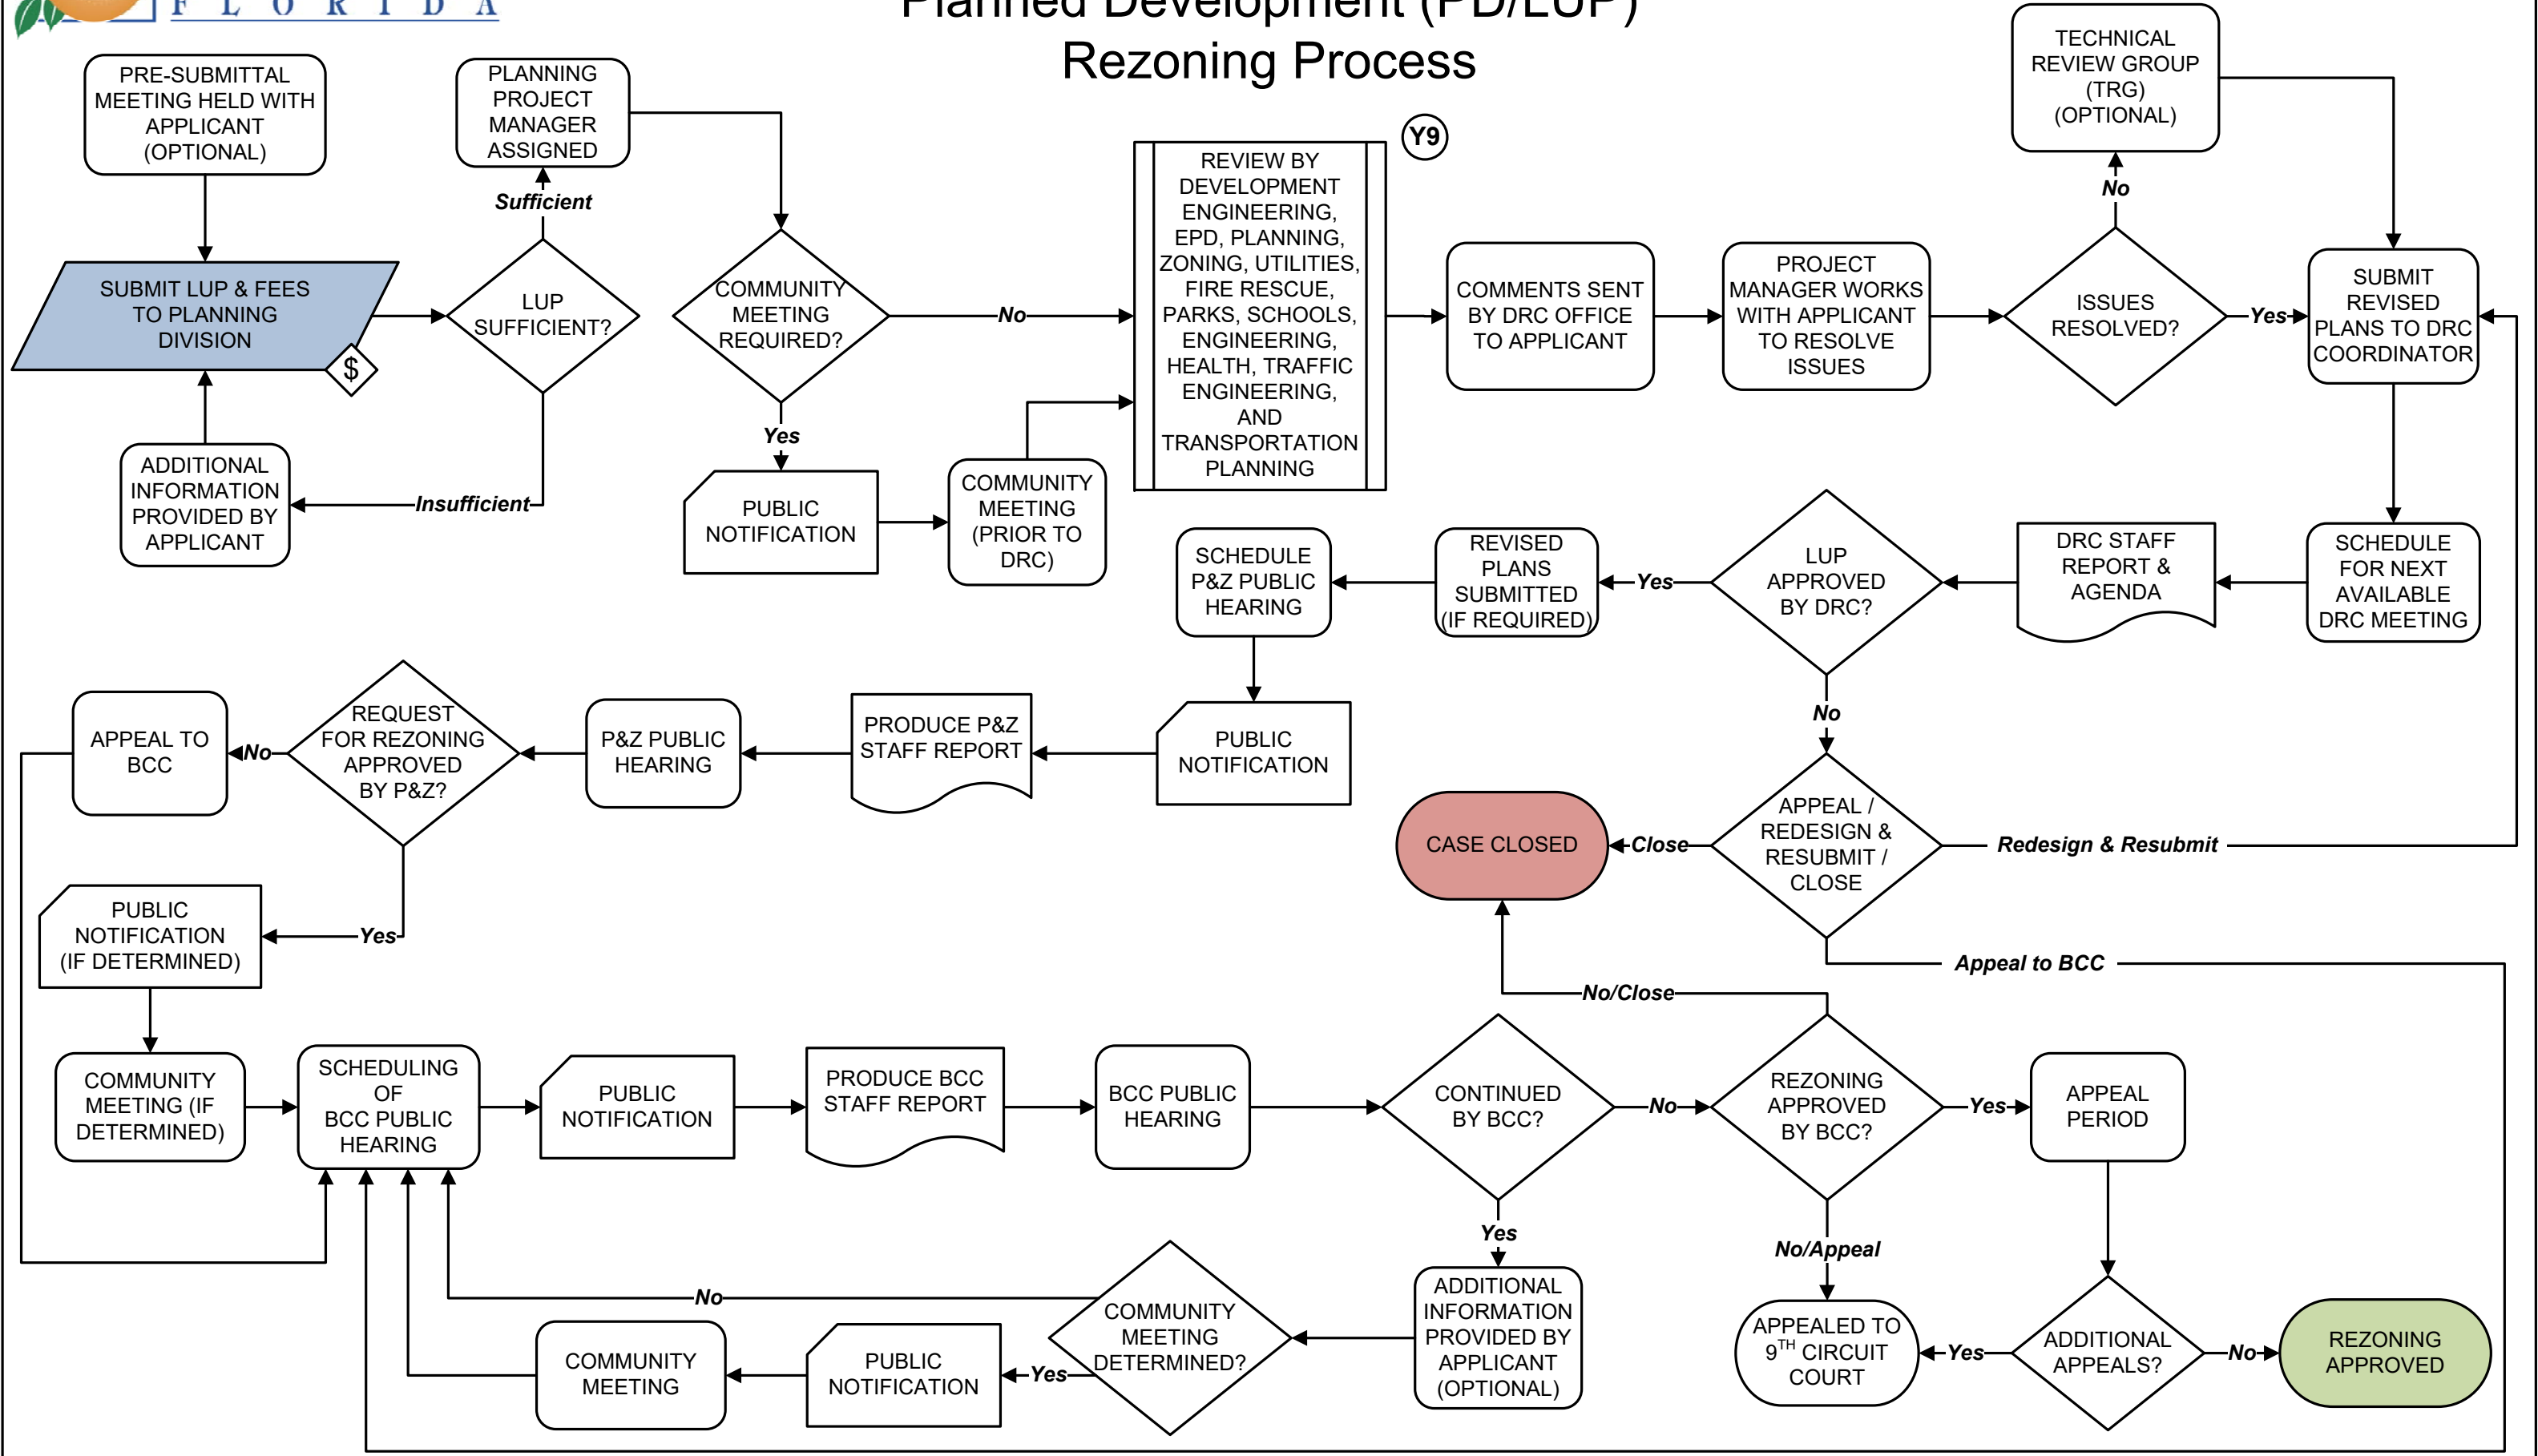 FLORIDA
Planned Development (PD/LUP)
Rezoning Process
PRE-SUBMITTAL
MEETING HELD WITH
APPLICANT
(OPTIONAL)
PLANNING
PROJECT
MANAGER
ASSIGNED
Sufficient
SUBMIT LUP & FEES
TO PLANNING
DIVISION
$
LUP
SUFFICIENT?
Insufficient
ADDITIONAL
INFORMATION
PROVIDED BY
APPLICANT
COMMUNITY
MEETING
REQUIRED?
No
Yes
PUBLIC
NOTIFICATION
COMMUNITY
MEETING
(PRIOR TO
DRC)
Y9
REVIEW BY
DEVELOPMENT
ENGINEERING,
EPD, PLANNING,
ZONING, UTILITIES,
FIRE RESCUE,
PARKS, SCHOOLS,
ENGINEERING,
HEALTH, TRAFFIC
ENGINEERING,
AND
TRANSPORTATION
PLANNING
COMMENTS SENT
BY DRC OFFICE
TO APPLICANT
PROJECT
MANAGER WORKS
WITH APPLICANT
TO RESOLVE
ISSUES
ISSUES
RESOLVED?
No
TECHNICAL
REVIEW GROUP
(TRG)
(OPTIONAL)
Yes
SUBMIT
REVISED
PLANS TO DRC
COORDINATOR
SCHEDULE
FOR NEXT
AVAILABLE
DRC MEETING
DRC STAFF
REPORT &
AGENDA
LUP
APPROVED
BY DRC?
Yes
REVISED
PLANS
SUBMITTED
(IF REQUIRED)
SCHEDULE
P&Z PUBLIC
HEARING
No
PUBLIC
NOTIFICATION
PRODUCE P&Z
STAFF REPORT
P&Z PUBLIC
HEARING
REQUEST
FOR REZONING
APPROVED
BY P&Z?
No
APPEAL TO
BCC
Yes
PUBLIC
NOTIFICATION
(IF DETERMINED)
APPEAL /
REDESIGN &
RESUBMIT /
CLOSE
Close
CASE CLOSED
Redesign & Resubmit
Appeal to BCC
No/Close
COMMUNITY
MEETING (IF
DETERMINED)
SCHEDULING
OF
BCC PUBLIC
HEARING
PUBLIC
NOTIFICATION
PRODUCE BCC
STAFF REPORT
BCC PUBLIC
HEARING
CONTINUED
BY BCC?
No
REZONING
APPROVED
BY BCC?
Yes
APPEAL
PERIOD
Yes
No/Appeal
ADDITIONAL
INFORMATION
PROVIDED BY
APPLICANT
(OPTIONAL)
COMMUNITY
MEETING
DETERMINED?
No
Yes
PUBLIC
NOTIFICATION
COMMUNITY
MEETING
APPEALED TO
9TH CIRCUIT
COURT
Yes
ADDITIONAL
APPEALS?
No
REZONING
APPROVED